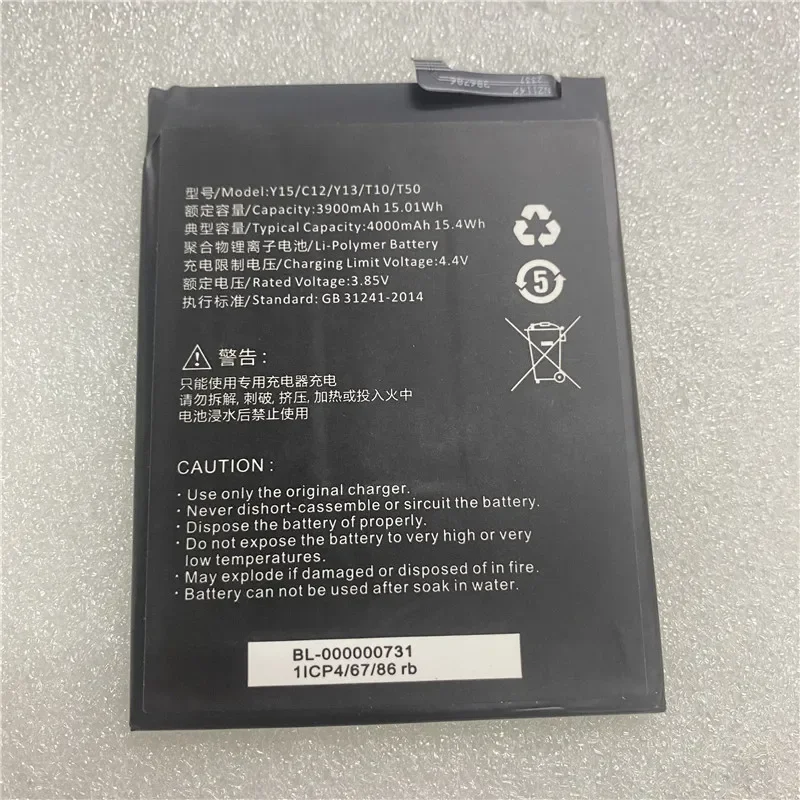 N21147
384784
2337
型号/Model:Y15/C12/Y13/T10/T50
额定容量/Capacity:3900mAh 15.01Wh
典型容量/Typical Capacity:4000mAh 15.4Wh
聚合物锂离子电池/Li-Polymer Battery
充电限制电压/Charging Limit Voltage:4.4V
额定电压/Rated Voltage:3.85V
执行标准/Standard: GB 31241-2014
5
警告:
只能使用专用充电器充电
请勿拆解, 刺破, 挤压, 加热或投入火中
电池浸水后禁止使用
CAUTION :
· Use only the original charger.
· Never dishort-cassemble or sircuit the battery.
· Dispose the battery of properly.
· Do not expose the battery to very high or very
low temperatures.
· May explode if damaged or disposed of in fire.
· Battery can not be used after soak in water.
BL-000000731
1ICP4/67/86 rb